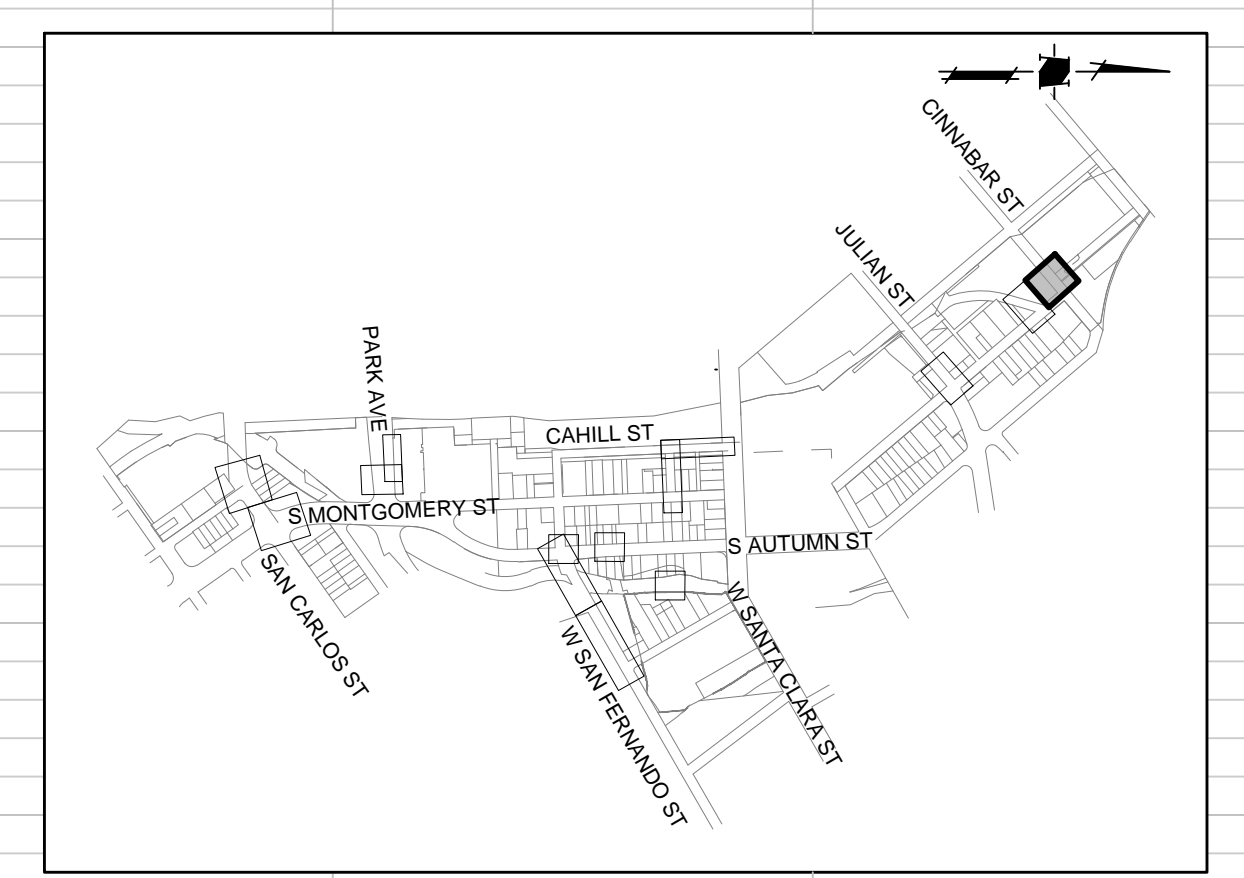 CINNABAR ST
JULIAN ST
PARK AVE
CAHILL ST
S MONTGOMERY ST
S AUTUMN ST
SAN CARLOS ST
W SAN FERNANDO ST
W SANTA CLARA ST